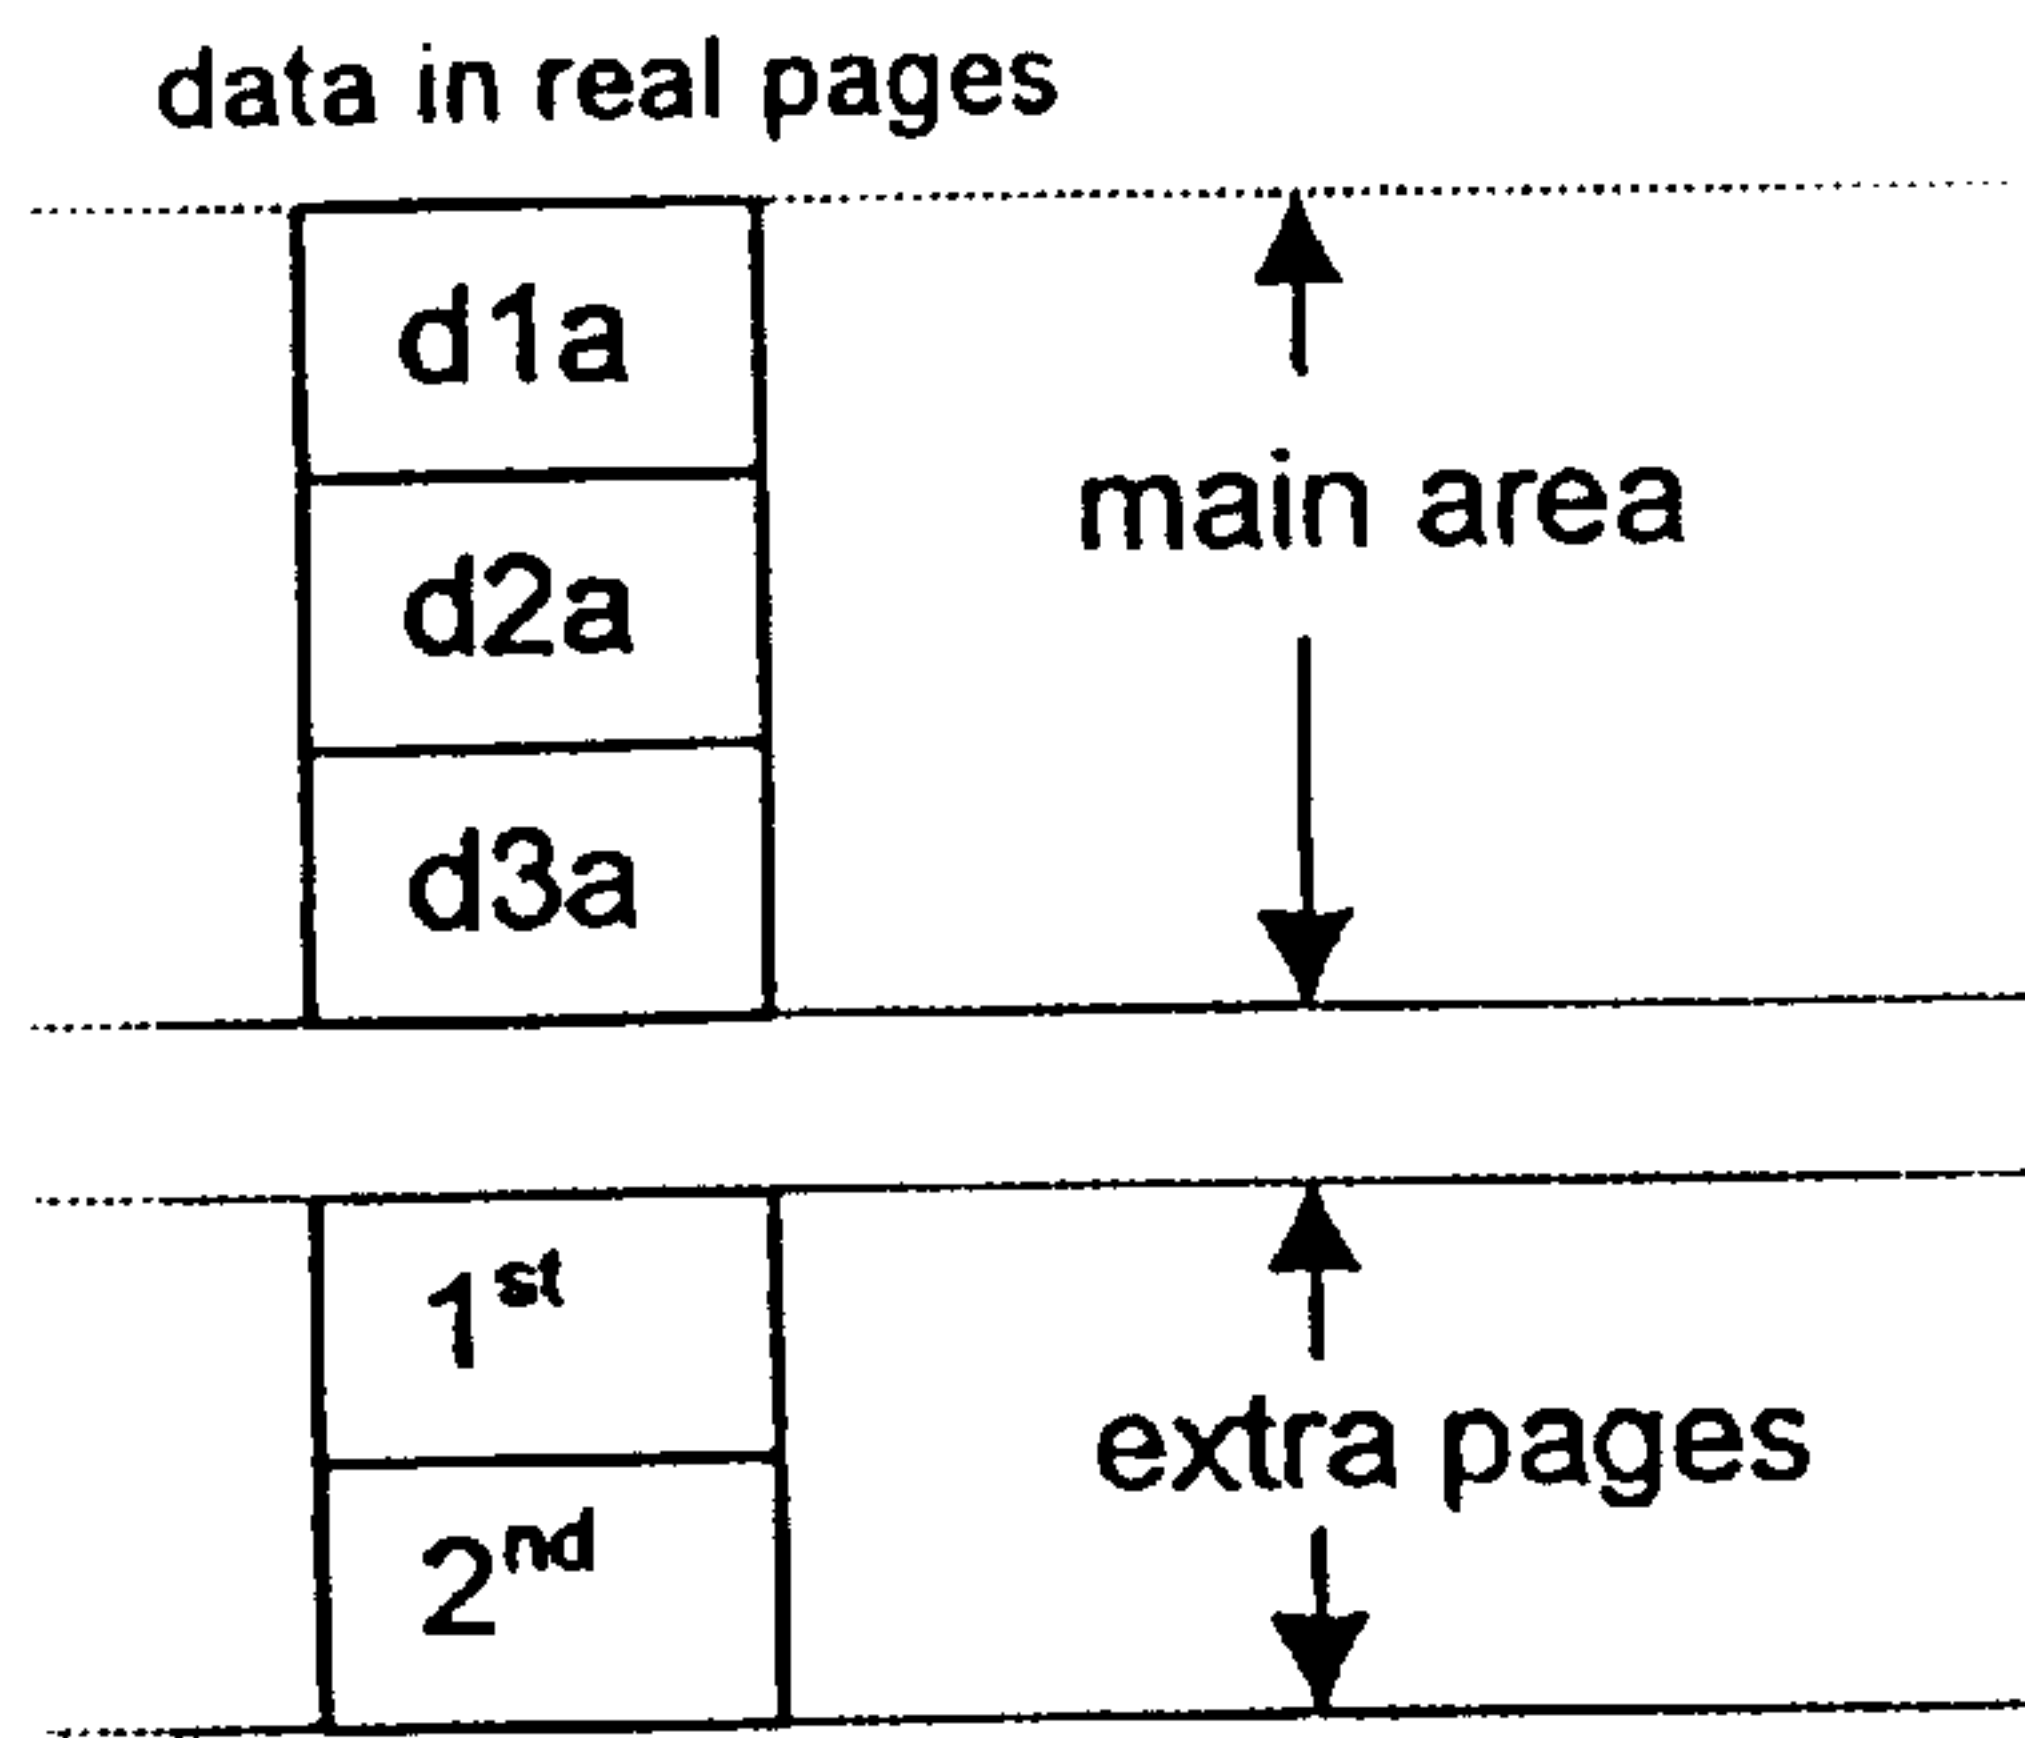 data in real pages
d1a
d2a
main area
d3a
1st
extra pages
2nd